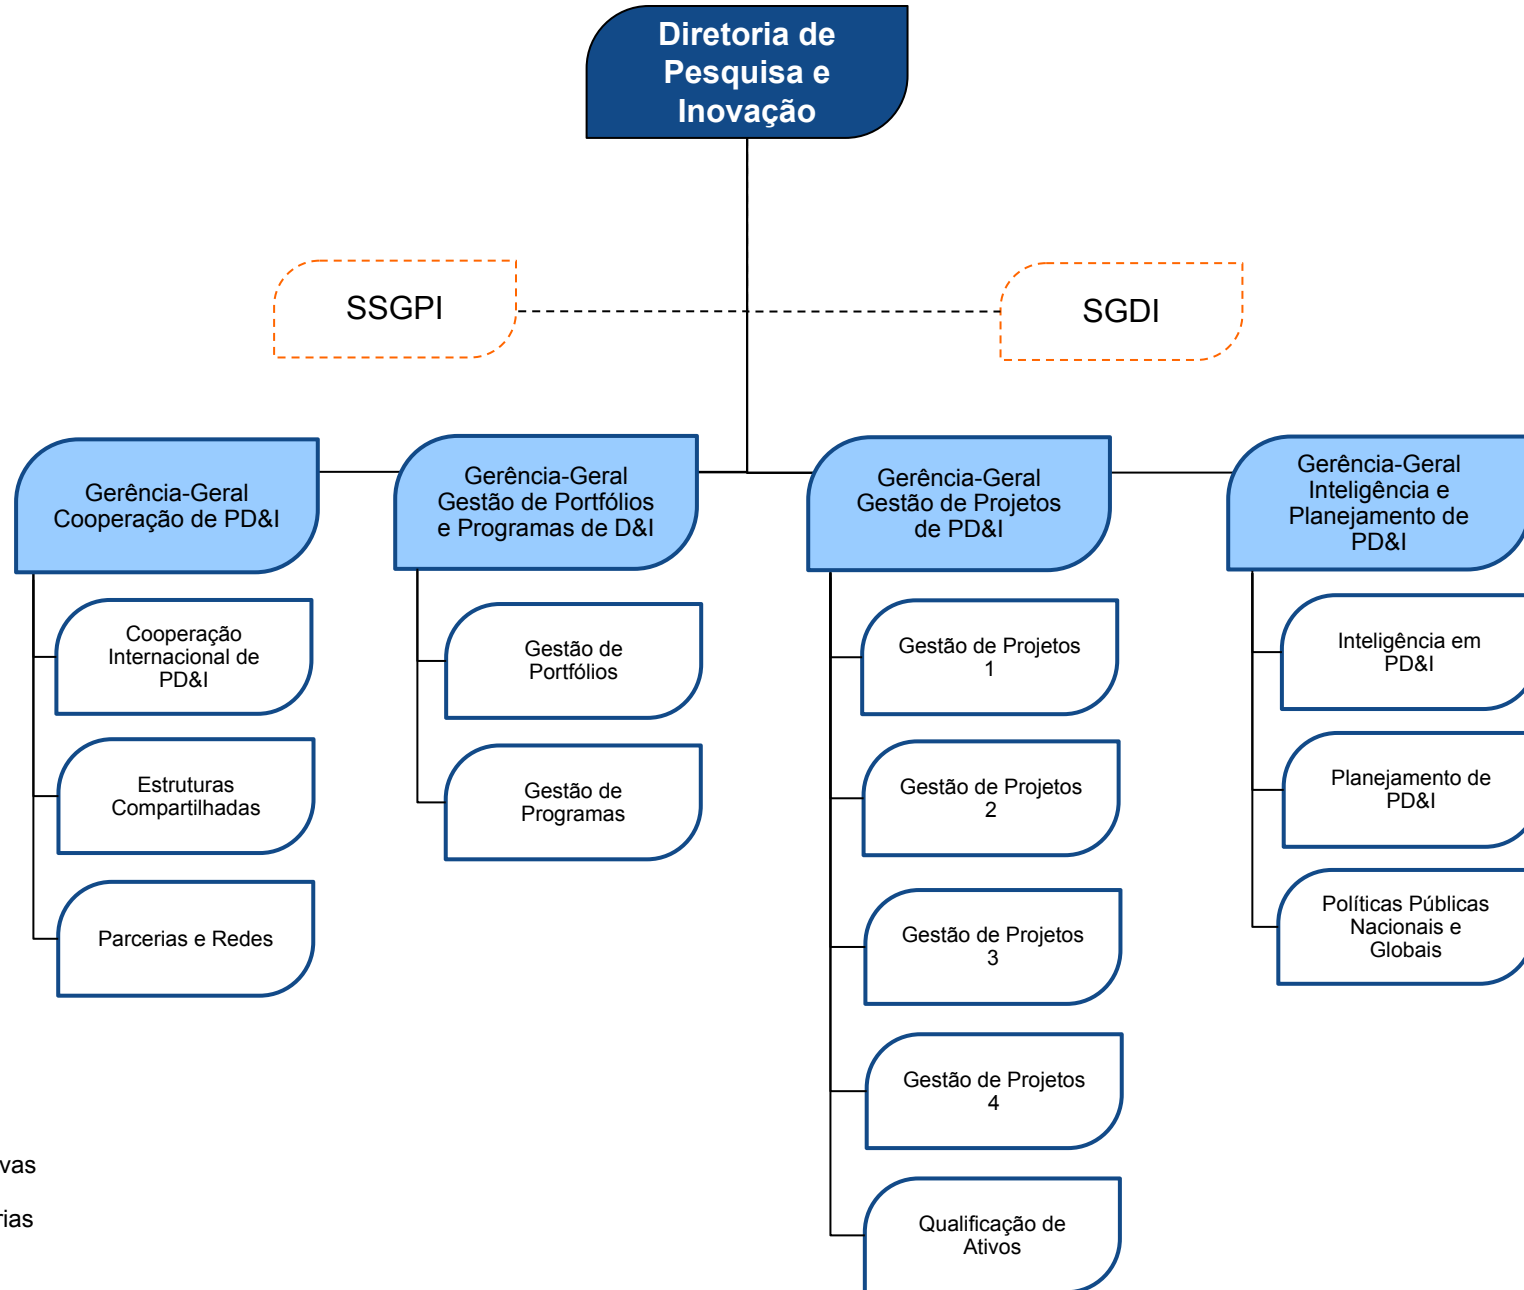 Diretoria de
Pesquisa e
Inovação
SSGPI
SGDI
Gerência-Geral
Cooperação de PD&I
Gerência-Geral
Gestão de Portfólios
e Programas de D&I
Gerência-Geral
Gestão de Projetos
de PD&I
Gerência-Geral
Inteligência e
Planejamento de
PD&I
Cooperação
Internacional de
PD&I
Estruturas
Compartilhadas
Parcerias e Redes
Gestão de
Portfólios
Gestão de
Programas
Gestão de Projetos
1
Gestão de Projetos
2
Gestão de Projetos
3
Gestão de Projetos
4
Qualificação de
Ativos
Inteligência em
PD&I
Planejamento de
PD&I
Políticas Públicas
Nacionais e
Globais
vas
rias